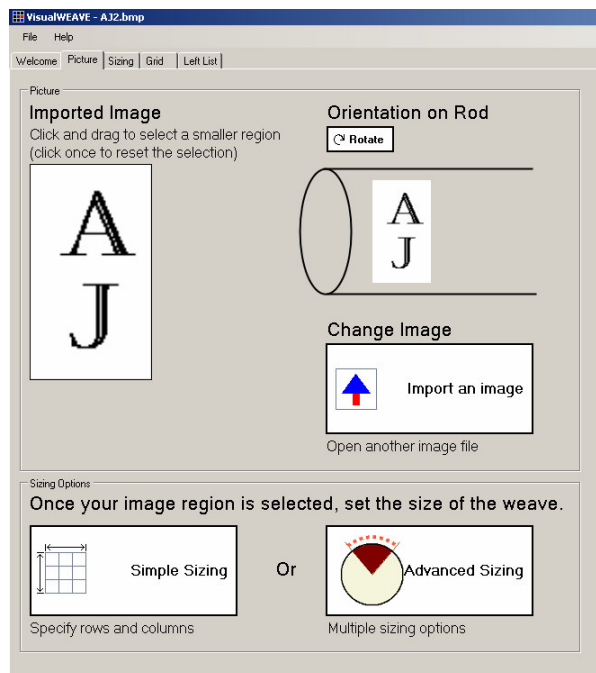 VisualWEAVE - AJ2.bmp
File Help
Welcome Picture Sizing Grid Left List
Picture
Imported Image
Click and drag to select a smaller region
(click once to reset the selection)
A
J
Orientation on Rod
Rotate
A
J
Change Image
Import an image
Open another image file
Sizing Options
Once your image region is selected, set the size of the weave.
Simple Sizing
Or
Advanced Sizing
Specify rows and columns
Multiple sizing options